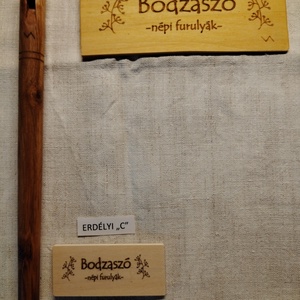 Bodzaszó
-népi furulyák-
ERDÉLYI „C"
Bodzaszó
-népi furulyák-